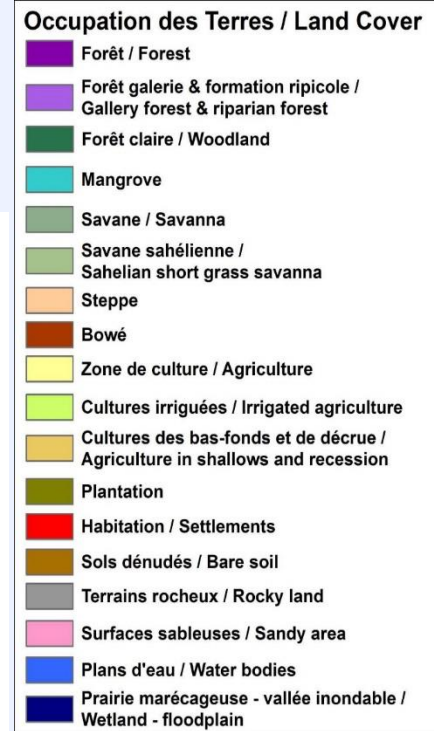 Occupation des Terres / Land Cover
Forêt / Forest
Forêt galerie & formation ripicole /
Gallery forest & riparian forest
Forêt claire / Woodland
Mangrove
Savane / Savanna
Savane sahélienne /
Sahelian short grass savanna
Steppe
Bowé
Zone de culture / Agriculture
Cultures irriguées / Irrigated agriculture
Cultures des bas-fonds et de décrue /
Agriculture in shallows and recession
Plantation
Habitation / Settlements
Sols dénudés / Bare soil
Terrains rocheux / Rocky land
Surfaces sableuses / Sandy area
Plans d'eau / Water bodies
Prairie marécageuse - vallée inondable /
Wetland - floodplain